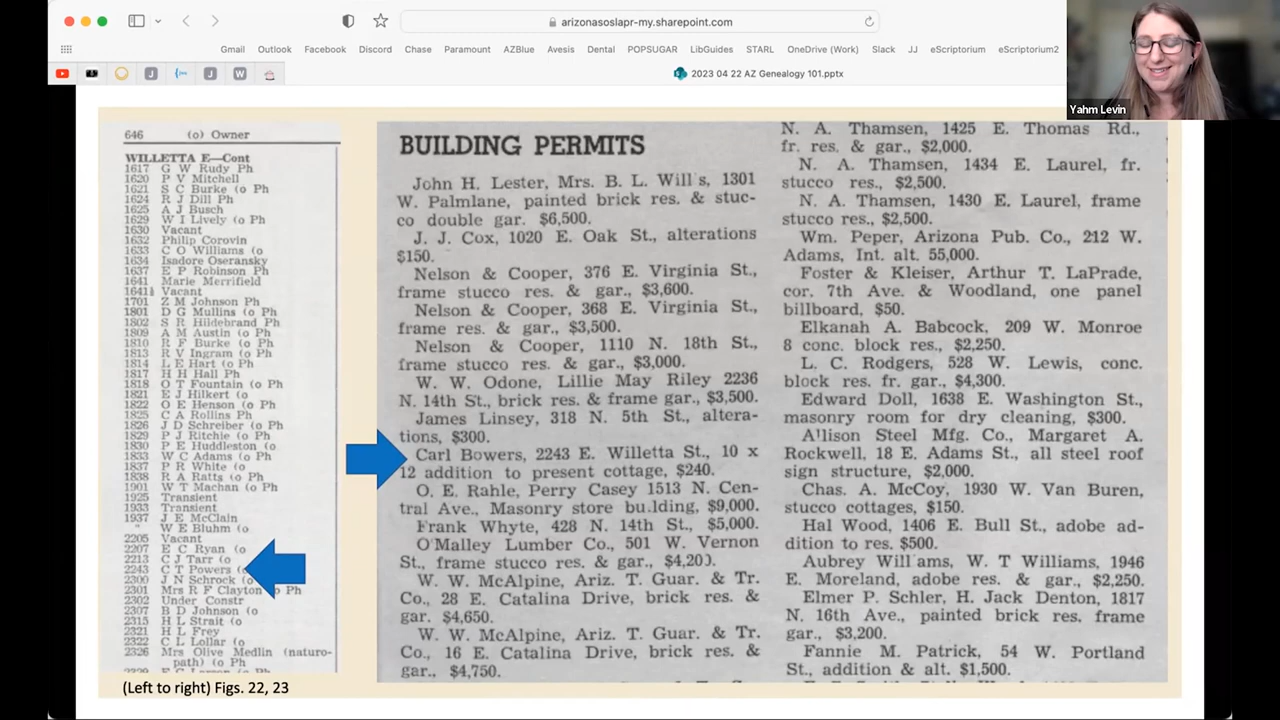 arizonasoslapr-my.sharepoint.com
Gmail Outlook Facebook Discord Chase Paramount AZBlue Avesis Dental POPSUGAR LibGuides STARL OneDrive (Work) Slack JJ eScriptorium eScriptorium2
2023 04 22 AZ Genealogy 101.pptx
Yahm Levin
646 (o) Owner
WILLETTA E—Cont
1617 G W Rudy Ph
1620 P V Mitchell
1621 S C Burke (o Ph
1624 R J Dill Ph
1625 A J Busch
1629 W I Lively (o Ph
1630 Vacant
1632 Philip Corovin
1633 C O Williams (o
1634 Isadore Oseransky
1637 E P Robinson Ph
1641 Marie Merrifield
1641½ Vacant
1701 Z M Johnson Ph
1801 D G Mullins (o Ph
1802 S R Hildebrand Ph
1809 A M Austin (o Ph
1810 R F Burke (o Ph
1813 R V Ingram (o Ph
1814 L E Hart (o Ph
1817 H H Hall Ph
1818 O T Fountain (o Ph
1821 E J Hilkert (o
1822 O E Henson (o Ph
1825 C A Rollins Ph
1826 J D Schreiber (o Ph
1829 P J Ritchie (o Ph
1830 P E Huddleston (o
1833 W C Adams (o Ph
1837 P R White (o
1838 R A Ratts (o Ph
1901 W T Machan (o Ph
1925 Transient
1933 Transient
1937 J E McClain
" W E Bluhm (o
2205 Vacant
2207 E C Ryan (o
2213 C J Tarr (o
2243 C T Powers (o
2300 J N Schrock (o
2301 Mrs R F Clayton (o Ph
2302 Under Constr
2307 B D Johnson (o
2315 H L Strait (o
2321 H L Frey
2322 C L Lollar (o
2326 Mrs Olive Medlin (naturo-
path) (o Ph
BUILDING PERMITS
John H. Lester, Mrs. B. L. Will s, 1301
W. Palmlane, painted brick res. & stuc-
co double gar. $6,500.
J. J. Cox, 1020 E. Oak St., alterations
$150.
Nelson & Cooper, 376 E. Virginia St.,
frame stucco res. & gar., $3,600.
Nelson & Cooper, 368 E. Virginia St.,
frame res. & gar., $3,500.
Nelson & Cooper, 1110 N. 18th St.,
frame stucco res. & gar., $3,000.
W. W. Odone, Lillie May Riley 2236
N. 14th St., brick res. & frame gar., $3,500.
James Linsey, 318 N. 5th St., altera-
tions, $300.
Carl Bowers, 2243 E. Willetta St., 10 x
12 addition to present cottage, $240.
O. E. Rahle, Perry Casey 1513 N. Cen-
tral Ave., Masonry store bu.lding, $9,000.
Frank Whyte, 428 N. 14th St., $5,000.
O'Malley Lumber Co., 501 W. Vernon
St., frame stucco res. & gar., $4,200.
W. W. McAlpine, Ariz. T. Guar. & Tr.
Co., 28 E. Catalina Drive, brick res. &
gar. $4,650.
W. W. McAlpine, Ariz. T. Guar. & Tr.
Co., 16 E. Catalina Drive, brick res. &
gar., $4,750.
N. A. Thamsen, 1425 E. Thomas Rd.,
fr. res. & gar., $2,000.
N. A. Thamsen, 1434 E. Laurel, fr.
stucco res., $2,500.
N. A. Thamsen, 1430 E. Laurel, frame
stucco res., $2,500.
Wm. Peper, Arizona Pub. Co., 212 W.
Adams, Int. alt. 55,000.
Foster & Kleiser, Arthur T. LaPrade,
cor. 7th Ave. & Woodland, one panel
billboard, $50.
Elkanah A. Babcock, 209 W. Monroe
8 conc. block res., $2,250.
L. C. Rodgers, 528 W. Lewis, conc.
block res. fr. gar., $4,300.
Edward Doll, 1638 E. Washington St.,
masonry room for dry cleaning, $300.
A'lison Steel Mfg. Co., Margaret A.
Rockwell, 18 E. Adams St., all steel roof
sign structure, $2,000.
Chas. A. McCoy, 1930 W. Van Buren,
stucco cottages, $150.
Hal Wood, 1406 E. Bull St., adobe ad-
dition to res. $500.
Aubrey Will ams, W. T Williams, 1946
E. Moreland, adobe res. & gar., $2,250.
Elmer P. Schler, H. Jack Denton, 1817
N. 16th Ave., painted brick res. frame
gar., $3,200.
Fannie M. Patrick, 54 W. Portland
St., addition & alt. $1,500.
(Left to right) Figs. 22, 23